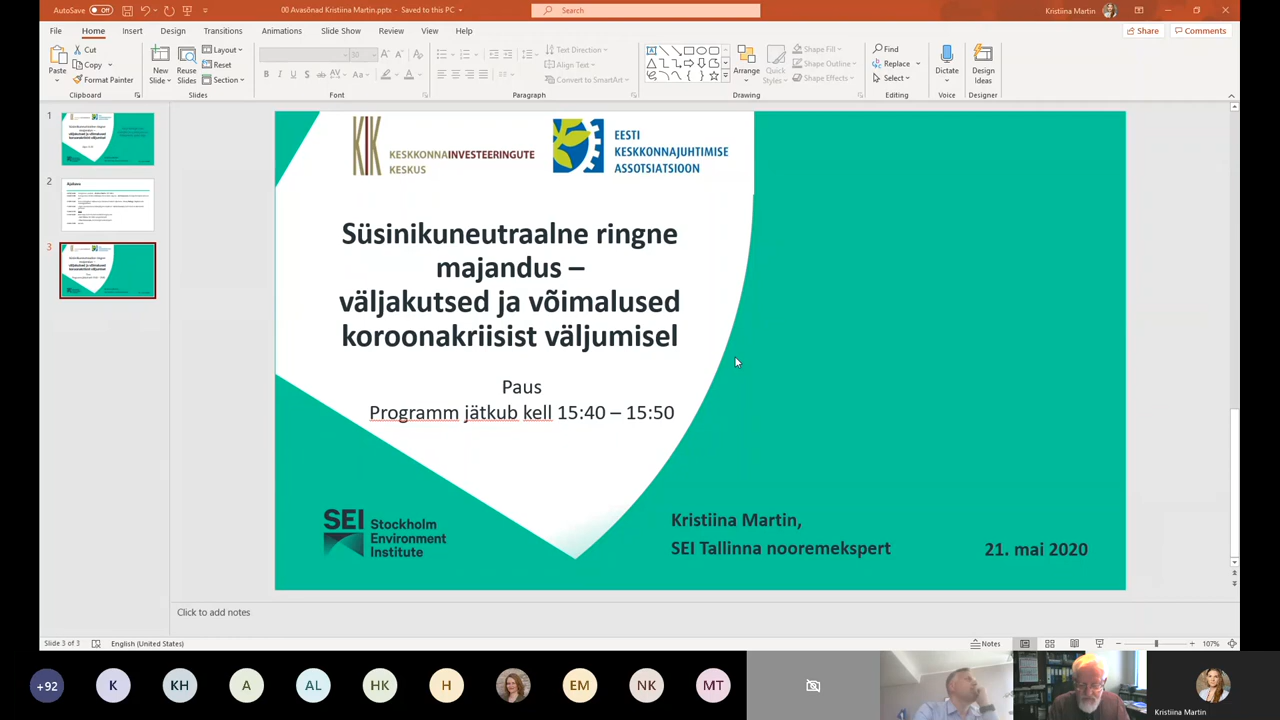 AutoSave Off
00 Avasõnad Kristiina Martin.pptx - Saved to this PC
Search
Kristiina Martin
File Home Insert Design Transitions Animations Slide Show Review View Help
Share Comments
Paste
Cut
Copy
Format Painter
Clipboard
New Slide
Reuse Slides
Layout
Reset
Section
Slides
30
Font
Text Direction
Align Text
Convert to SmartArt
Paragraph
Arrange
Quick Styles
Shape Fill
Shape Outline
Shape Effects
Drawing
Find
Replace
Select
Editing
Dictate
Voice
Design Ideas
Designer
1
2
3
KIK KESKKONNAINVESTEERINGUTE
KESKUS
EESTI
KESKKONNAJUHTIMISE
ASSOTSIATSIOON
Süsinikuneutraalne ringne
majandus –
väljakutsed ja võimalused
koroonakriisist väljumisel
Paus
Programm jätkub kell 15:40 – 15:50
SEI Stockholm
Environment
Institute
Kristiina Martin,
SEI Tallinna nooremekspert
21. mai 2020
Click to add notes
Slide 3 of 3
English (United States)
Notes
107%
+92 K KH A AL HK H EM NK MT
Kristiina Martin